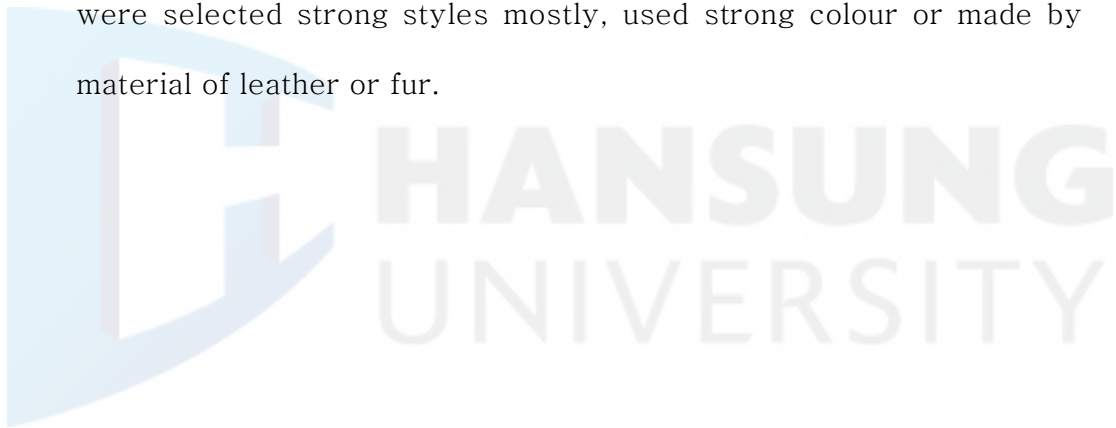 were selected strong styles mostly, used strong colour or made by
material of leather or fur.
HANSUNG
UNIVERSITY